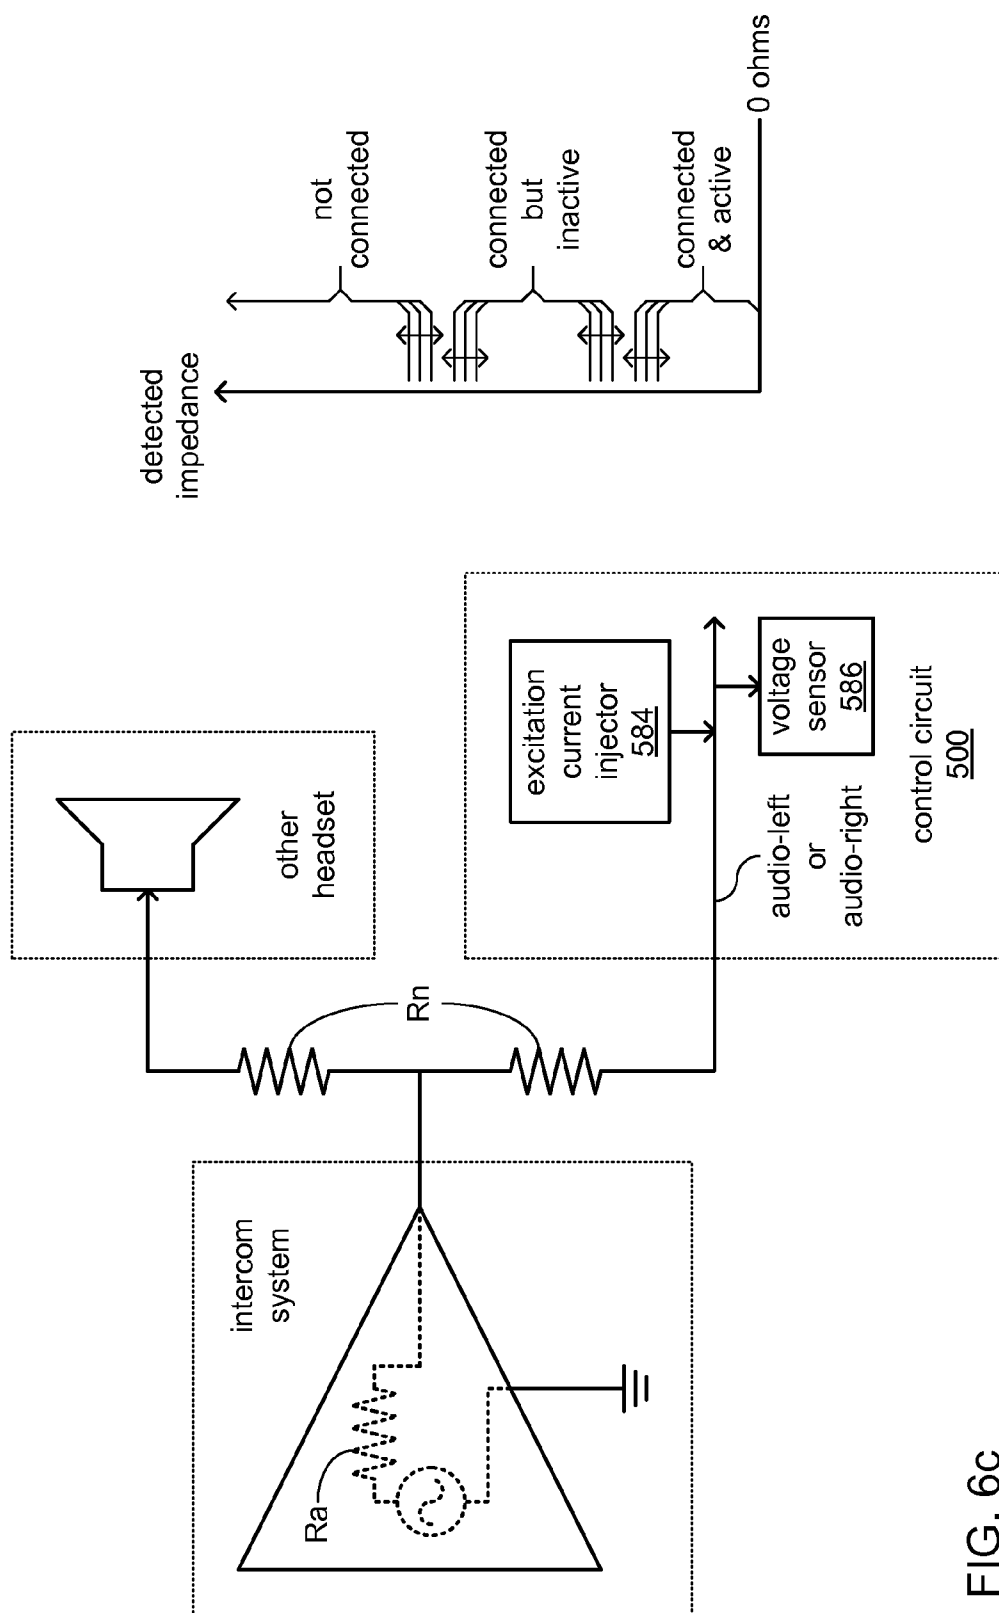 intercom
system
Ra
Rn
other
headset
excitation
current
injector
584
voltage
sensor
586
audio-left
or
audio-right
control circuit
500
detected
impedance
not
connected
connected
but
inactive
connected
& active
0 ohms
FIG. 6c